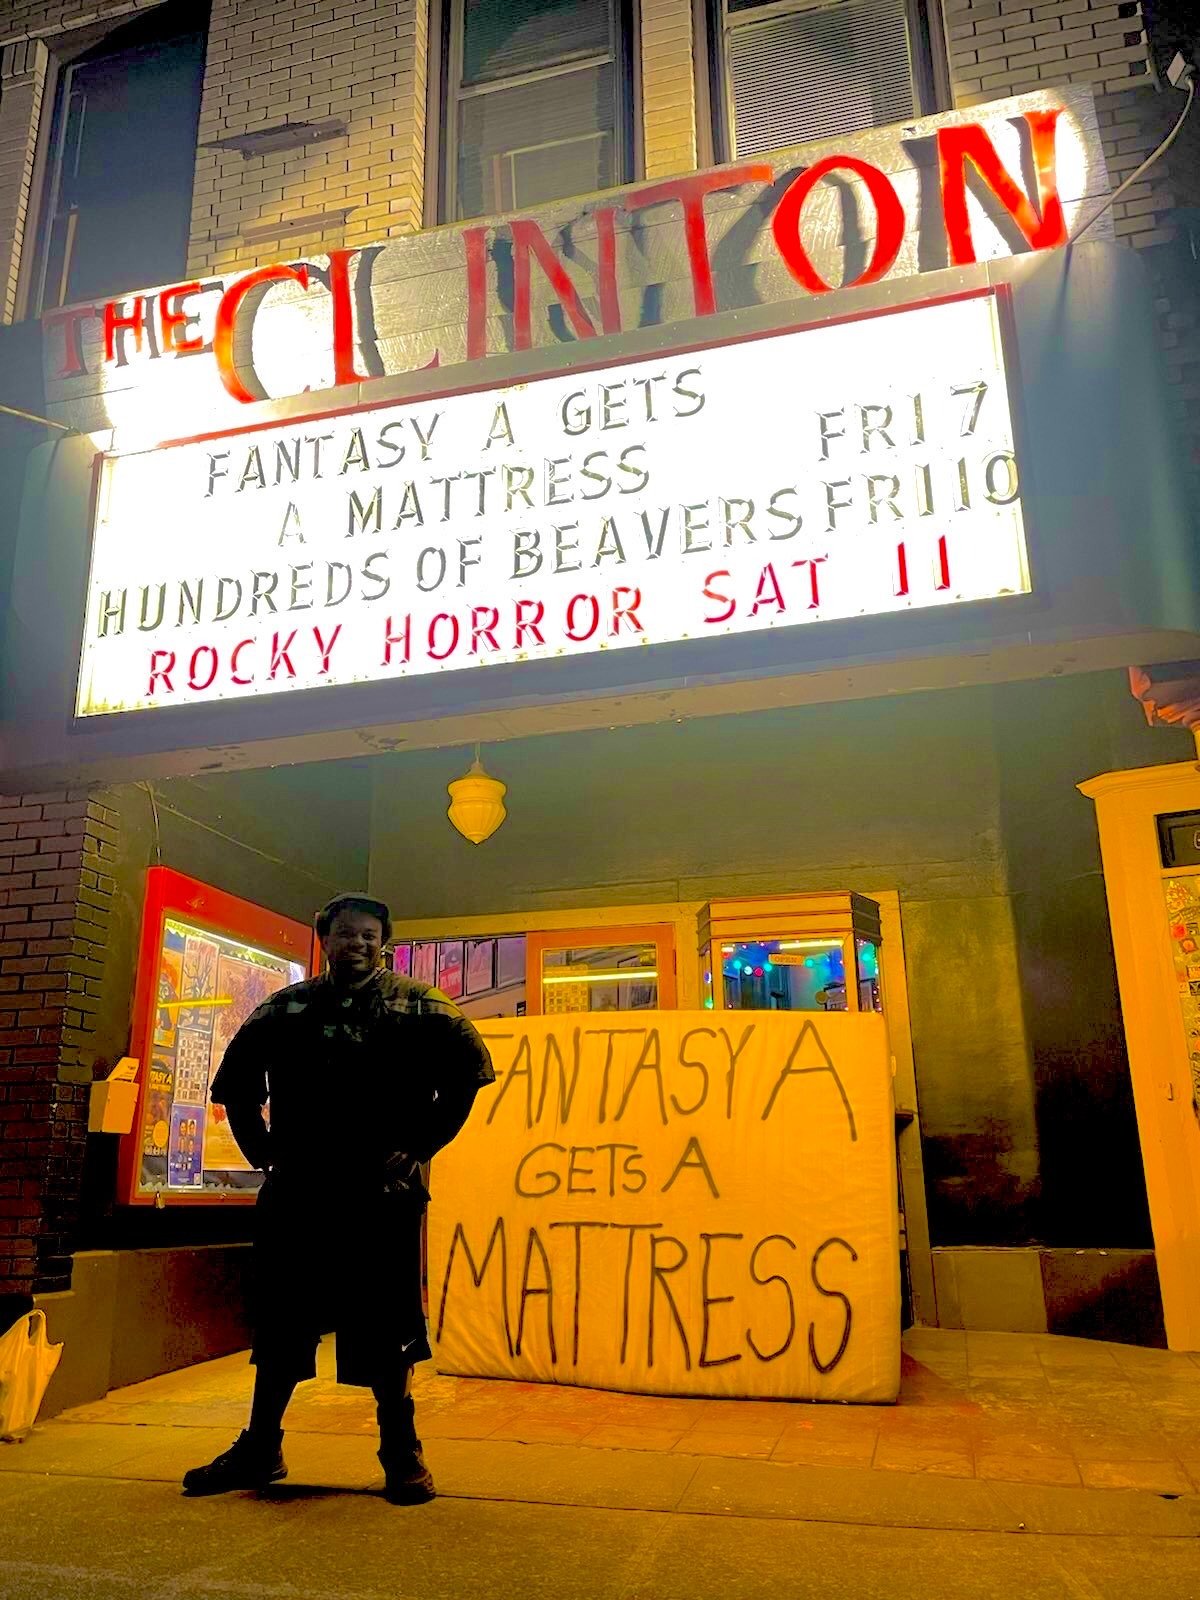 THE CLINTON
FANTASY A GETS
A MATTRESS FRI 7
HUNDREDS OF BEAVERS FRI 10
ROCKY HORROR SAT 11
OPEN
FANTASY A
GETS A
MATTRESS